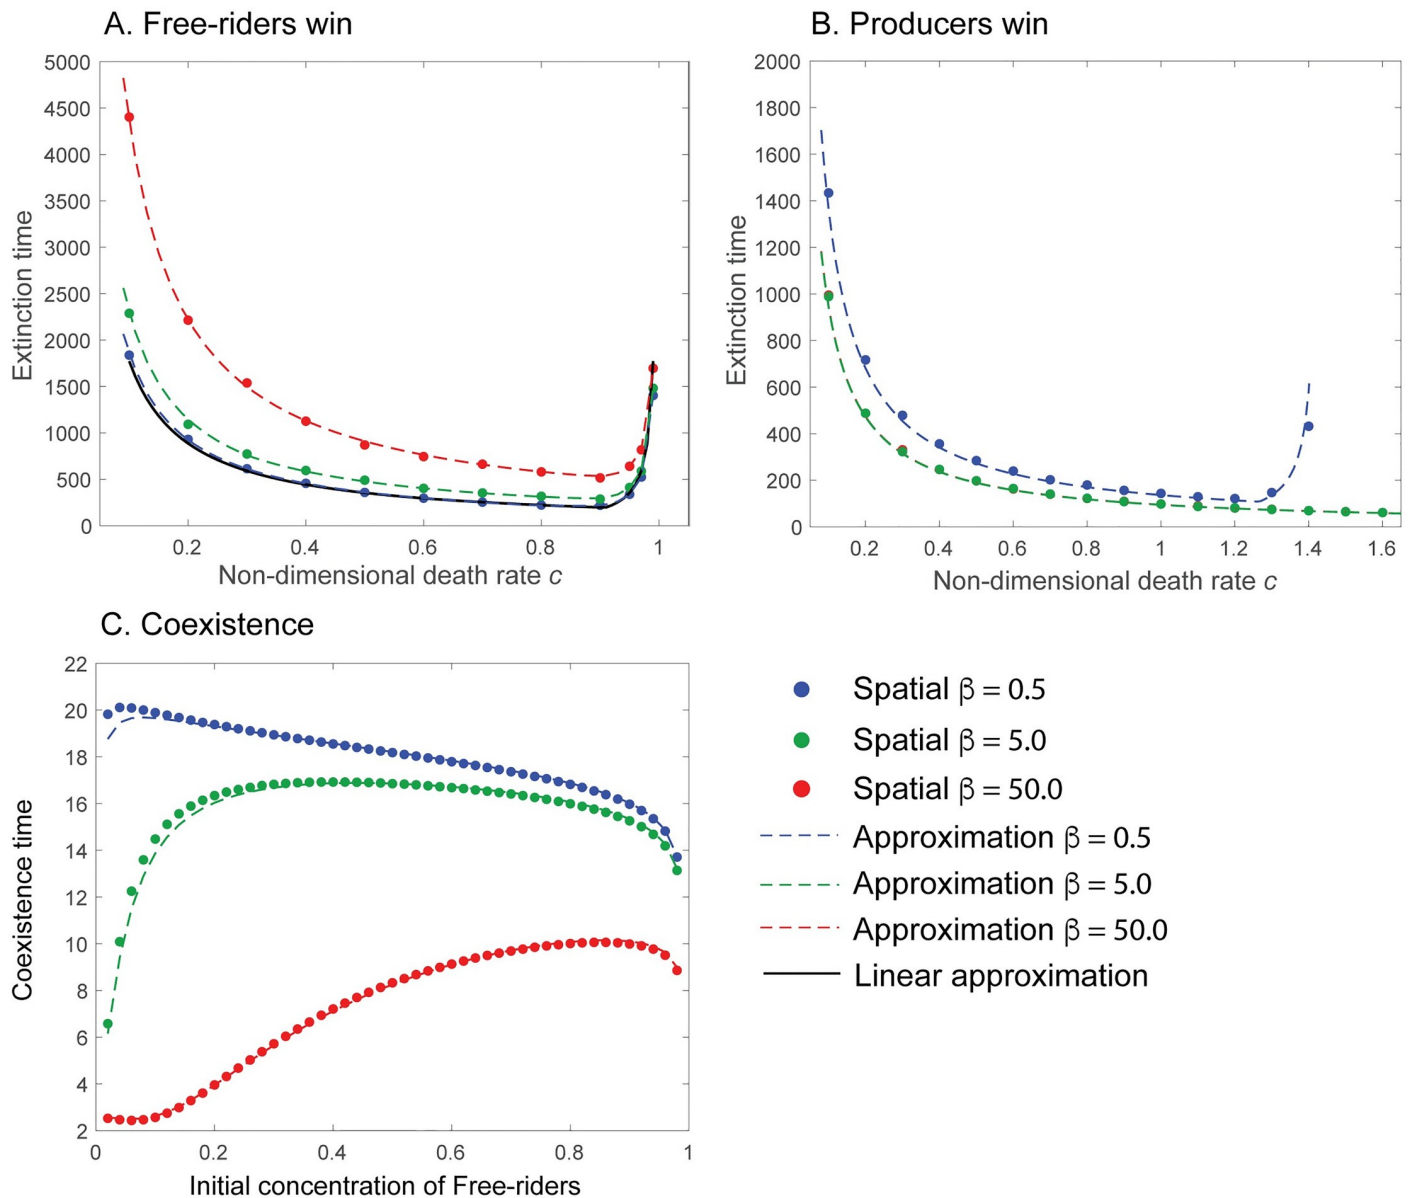 A. Free-riders win
5000
4500
4000
3500
3000
2500
2000
1500
1000
500
0
Extinction time
0.2 0.4 0.6 0.8 1
Non-dimensional death rate c
B. Producers win
2000
1800
1600
1400
1200
1000
800
600
400
200
0
Extinction time
0.2 0.4 0.6 0.8 1 1.2 1.4 1.6
Non-dimensional death rate c
C. Coexistence
22
20
18
16
14
12
10
8
6
4
2
Coexistence time
0 0.2 0.4 0.6 0.8 1
Initial concentration of Free-riders
Spatial β = 0.5
Spatial β = 5.0
Spatial β = 50.0
Approximation β = 0.5
Approximation β = 5.0
Approximation β = 50.0
Linear approximation